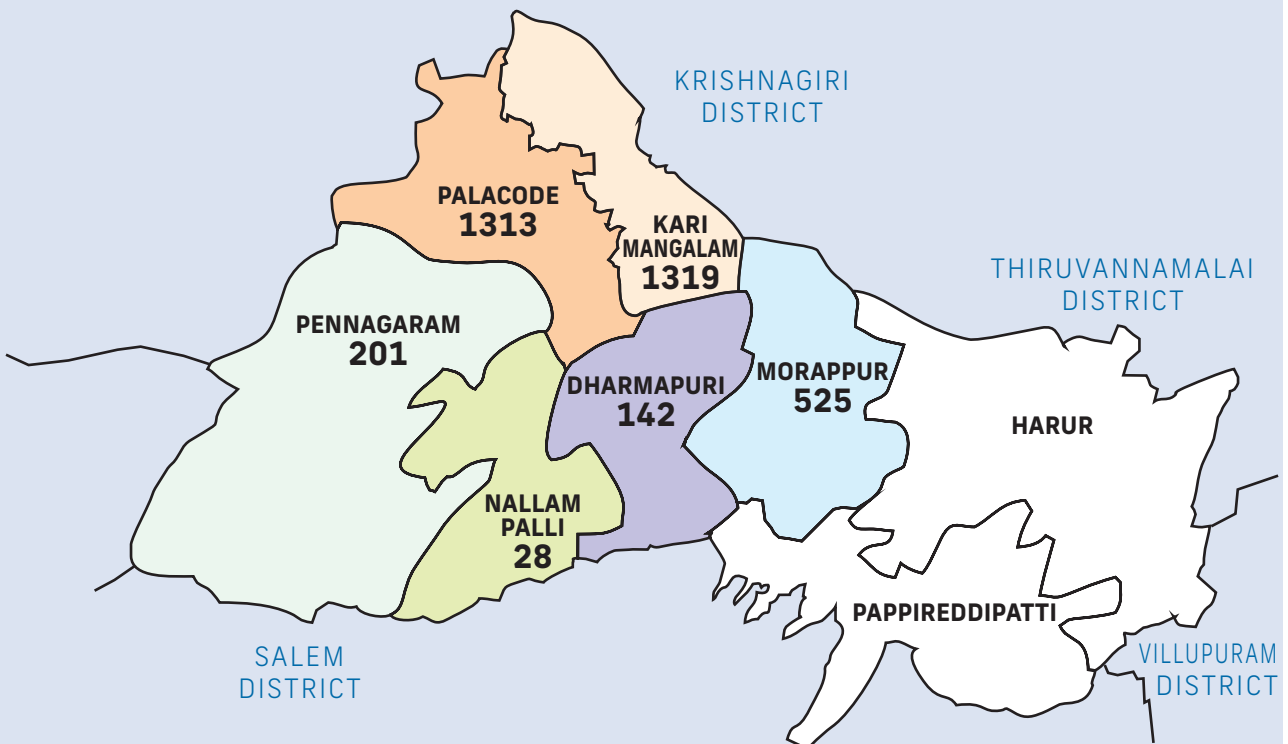 KRISHNAGIRI
DISTRICT
PALACODE
1313
KARI
MANGALAM
1319
THIRUVANNAMALAI
DISTRICT
PENNAGARAM
201
DHARMAPURI
142
MORAPPUR
525
HARUR
NALLAM
PALLI
28
PAPPIREDDIPATTI
SALEM
DISTRICT
VILLUPURAM
DISTRICT